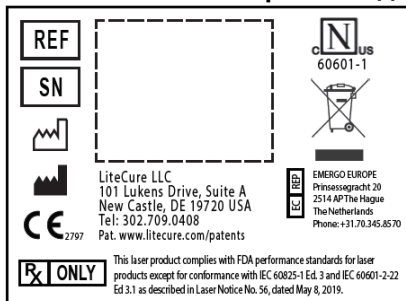 REF
SN
C N US
60601-1
LiteCure LLC
101 Lukens Drive, Suite A
New Castle, DE 19720 USA
Tel: 302.709.0408
Pat. www.litecure.com/patents
CE 2797
EC REP
EMERGO EUROPE
Prinsessegracht 20
2514 AP The Hague
The Netherlands
Phone: +31.70.345.8570
Rx ONLY
This laser product complies with FDA performance standards for laser
products except for conformance with IEC 60825-1 Ed. 3 and IEC 60601-2-22
Ed 3.1 as described in Laser Notice No. 56, dated May 8, 2019.